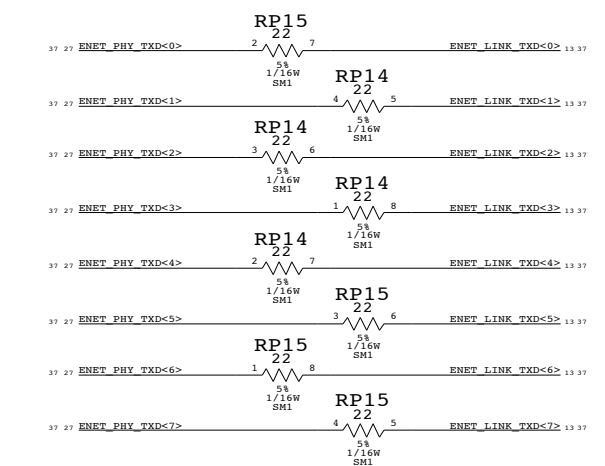 RP15
22
37 27 ENET_PHY_TXD<0> 2 7 ENET_LINK_TXD<0> 13 37
5%
1/16W
SM1
RP14
22
37 27 ENET_PHY_TXD<1> 4 5 ENET_LINK_TXD<1> 13 37
5%
1/16W
SM1
RP14
22
37 27 ENET_PHY_TXD<2> 3 6 ENET_LINK_TXD<2> 13 37
5%
1/16W
SM1
RP14
22
37 27 ENET_PHY_TXD<3> 1 8 ENET_LINK_TXD<3> 13 37
5%
1/16W
SM1
RP14
22
37 27 ENET_PHY_TXD<4> 2 7 ENET_LINK_TXD<4> 13 37
5%
1/16W
SM1
RP15
22
37 27 ENET_PHY_TXD<5> 3 6 ENET_LINK_TXD<5> 13 37
5%
1/16W
SM1
RP15
22
37 27 ENET_PHY_TXD<6> 1 8 ENET_LINK_TXD<6> 13 37
5%
1/16W
SM1
RP15
22
37 27 ENET_PHY_TXD<7> 4 5 ENET_LINK_TXD<7> 13 37
5%
1/16W
SM1